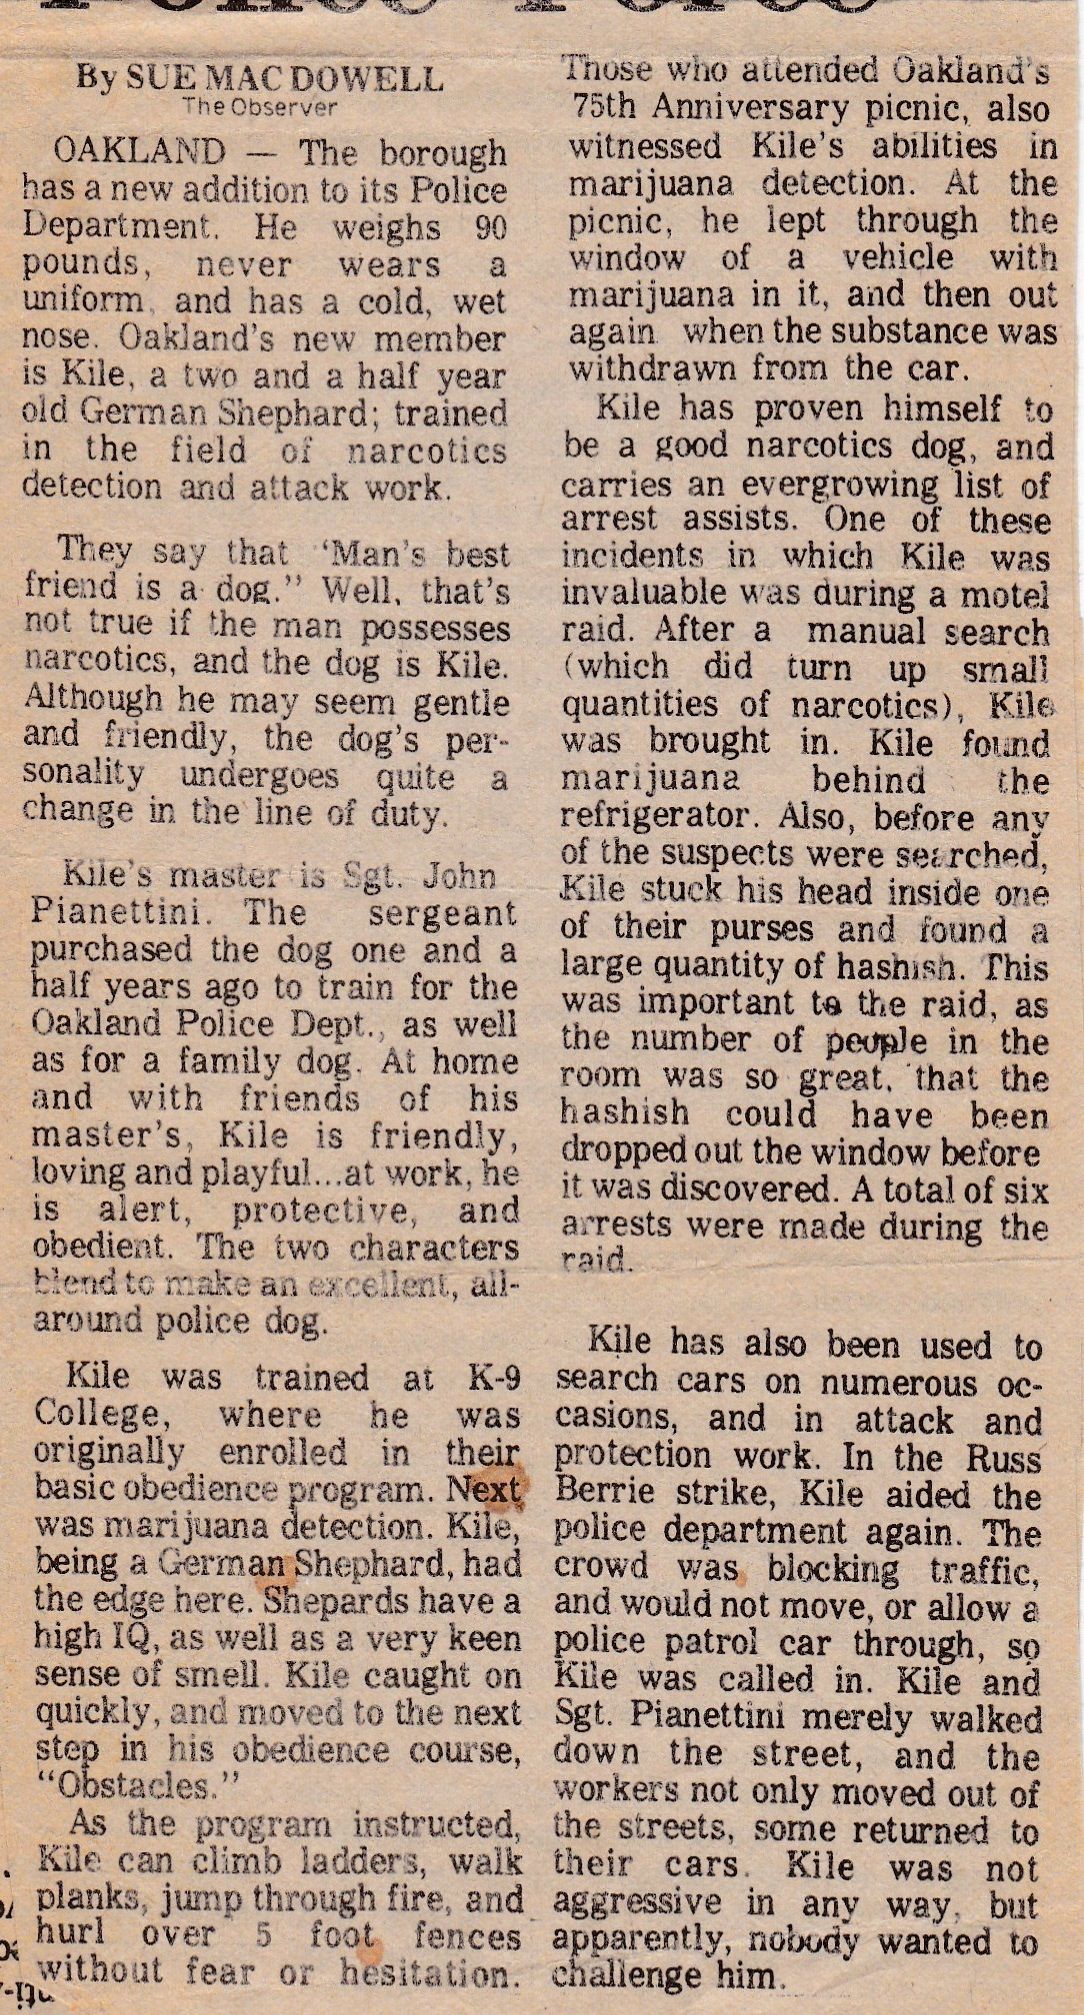 By SUE MAC DOWELL
The Observer
OAKLAND — The borough
has a new addition to its Police
Department. He weighs 90
pounds, never wears a
uniform, and has a cold, wet
nose. Oakland's new member
is Kile, a two and a half year
old German Shephard; trained
in the field of narcotics
detection and attack work.
They say that 'Man's best
friend is a dog." Well, that's
not true if the man possesses
narcotics, and the dog is Kile.
Although he may seem gentle
and friendly, the dog's per-
sonality undergoes quite a
change in the line of duty.
Kile's master is Sgt. John
Pianettini. The sergeant
purchased the dog one and a
half years ago to train for the
Oakland Police Dept., as well
as for a family dog. At home
and with friends of his
master's, Kile is friendly,
loving and playful...at work, he
is alert, protective, and
obedient. The two characters
blend to make an excellent, all-
around police dog.
Kile was trained at K-9
College, where he was
originally enrolled in their
basic obedience program. Next
was marijuana detection. Kile,
being a German Shephard, had
the edge here. Shepards have a
high IQ, as well as a very keen
sense of smell. Kile caught on
quickly, and moved to the next
step in his obedience course,
"Obstacles."
As the program instructed,
Kile can climb ladders, walk
planks, jump through fire, and
hurl over 5 foot fences
without fear or hesitation.
Those who attended Oakland's
75th Anniversary picnic, also
witnessed Kile's abilities in
marijuana detection. At the
picnic, he lept through the
window of a vehicle with
marijuana in it, and then out
again when the substance was
withdrawn from the car.
Kile has proven himself to
be a good narcotics dog, and
carries an evergrowing list of
arrest assists. One of these
incidents in which Kile was
invaluable was during a motel
raid. After a manual search
(which did turn up small
quantities of narcotics), Kile
was brought in. Kile found
marijuana behind the
refrigerator. Also, before any
of the suspects were searched,
Kile stuck his head inside one
of their purses and found a
large quantity of hashish. This
was important to the raid, as
the number of people in the
room was so great, that the
hashish could have been
dropped out the window before
it was discovered. A total of six
arrests were made during the
raid.
Kile has also been used to
search cars on numerous oc-
casions, and in attack and
protection work. In the Russ
Berrie strike, Kile aided the
police department again. The
crowd was blocking traffic,
and would not move, or allow a
police patrol car through, so
Kile was called in. Kile and
Sgt. Pianettini merely walked
down the street, and the
workers not only moved out of
the streets, some returned to
their cars. Kile was not
aggressive in any way, but
apparently, nobody wanted to
challenge him.